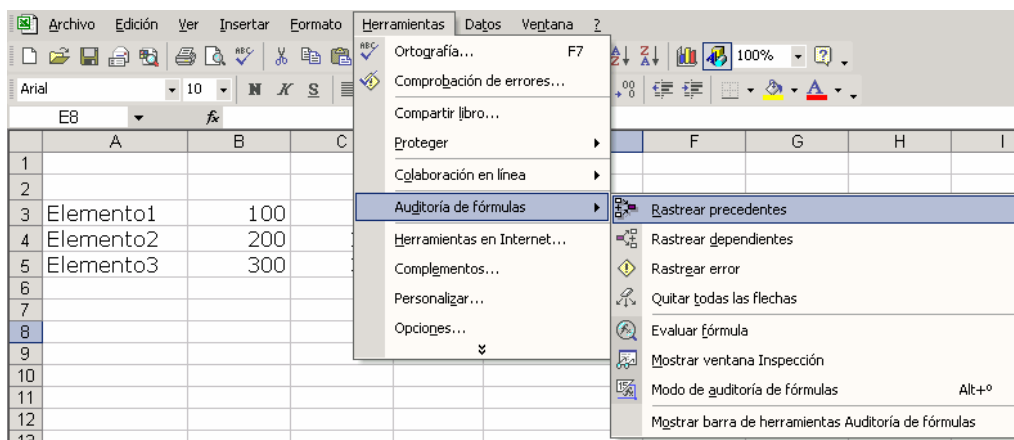 Archivo Edición Ver Insertar Formato Herramientas Datos Ventana ?
100%
Arial 10 N K S
E8 fx
A B C F G H I
1
2
3 Elemento1 100
4 Elemento2 200
5 Elemento3 300
6
7
8
9
10
11
12
13
Ortografía... F7
Comprobación de errores...
Compartir libro...
Proteger
Colaboración en línea
Auditoría de fórmulas
Herramientas en Internet...
Complementos...
Personalizar...
Opciones...
Rastrear precedentes
Rastrear dependientes
Rastrear error
Quitar todas las flechas
Evaluar fórmula
Mostrar ventana Inspección
Modo de auditoría de fórmulas Alt+º
Mostrar barra de herramientas Auditoría de fórmulas